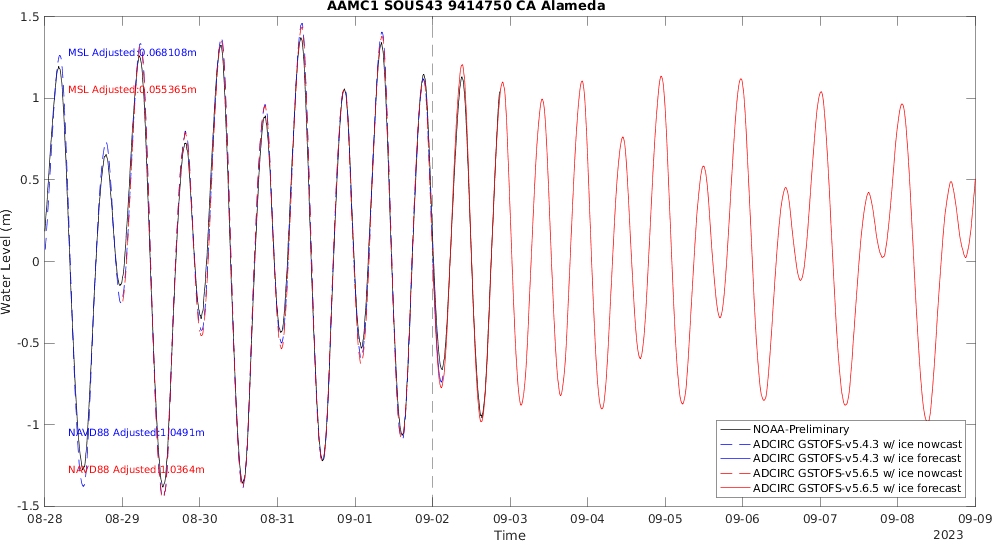 AAMC1 SOUS43 9414750 CA Alameda
1.5
1
0.5
0
-0.5
-1
-1.5
Water Level (m)
MSL Adjusted:0.068108m
MSL Adjusted:0.055365m
NAVD88 Adjusted:1.0491m
NAVD88 Adjusted:1.0364m
NOAA-Preliminary
ADCIRC GSTOFS-v5.4.3 w/ ice nowcast
ADCIRC GSTOFS-v5.4.3 w/ ice forecast
ADCIRC GSTOFS-v5.6.5 w/ ice nowcast
ADCIRC GSTOFS-v5.6.5 w/ ice forecast
08-28 08-29 08-30 08-31 09-01 09-02 09-03 09-04 09-05 09-06 09-07 09-08 09-09
Time
2023